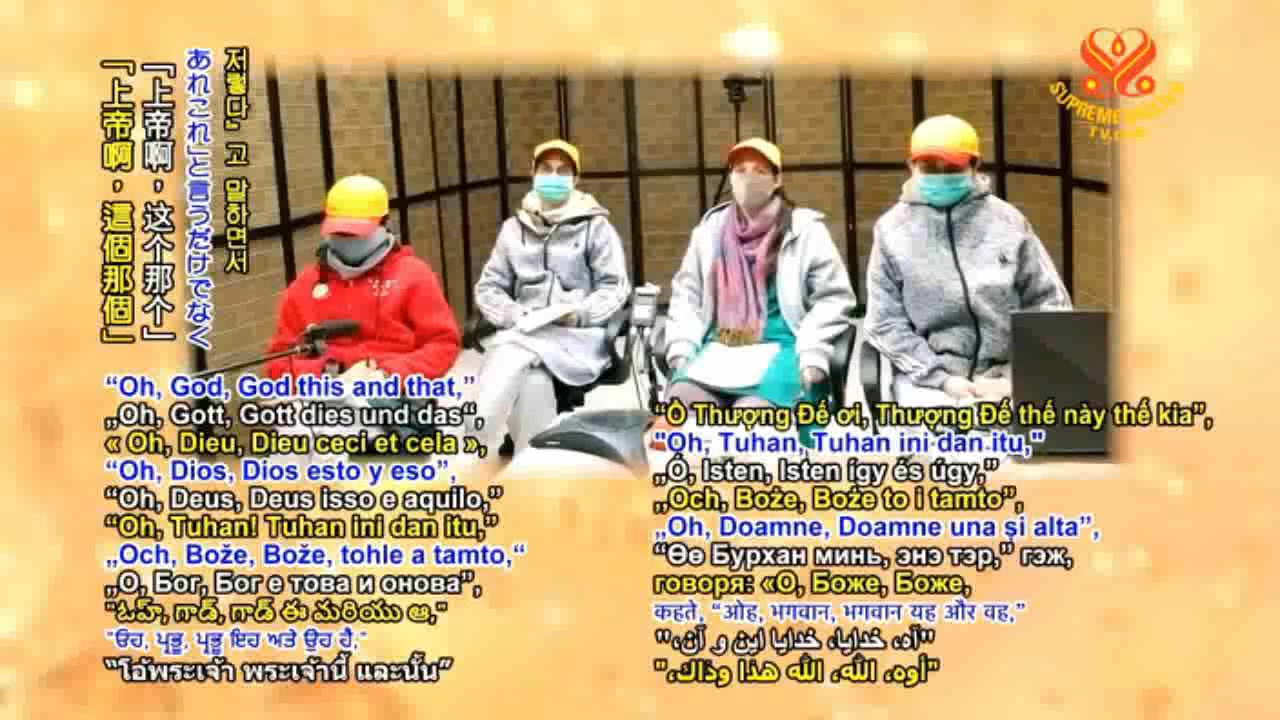 저렇다」고 말하면서
あれこれ」と言うだけでなく
「上帝啊，这个那个」
「上帝啊，這個那個」
“Oh, God, God this and that,”
„Oh, Gott, Gott dies und das“,
« Oh, Dieu, Dieu ceci et cela »,
“Oh, Dios, Dios esto y eso”,
“Oh, Deus, Deus isso e aquilo,”
“Oh, Tuhan! Tuhan ini dan itu,”
„Och, Bože, Bože, tohle a tamto,“
„О, Бог, Бог е това и онова”,
"ఓహ్, గాడ్, గాడ్ ఈ మరియు ఆ,"
"ਓਹ, ਪ੍ਰਭੂ, ਪ੍ਰਭੂ ਇਹ ਅਤੇ ਉਹ ਹੈ,"
“โอ้พระเจ้า พระเจ้านี้ และนั้น”
“Ồ Thượng Đế ơi, Thượng Đế thế này thế kia”,
"Oh, Tuhan, Tuhan ini dan itu,"
„Ó, Isten, Isten így és úgy,”
„Och, Boże, Boże to i tamto”,
„Oh, Doamne, Doamne una și alta”,
“Өө Бурхан минь, энэ тэр,” гэж,
говоря: «О, Боже, Боже,
कहते, “ओह, भगवान, भगवान यह और वह,”
"آه، خدایا، خدایا این و آن،"
"أوه، الله، الله هذا وذاك،"
SUPREME MASTER
TV.COM